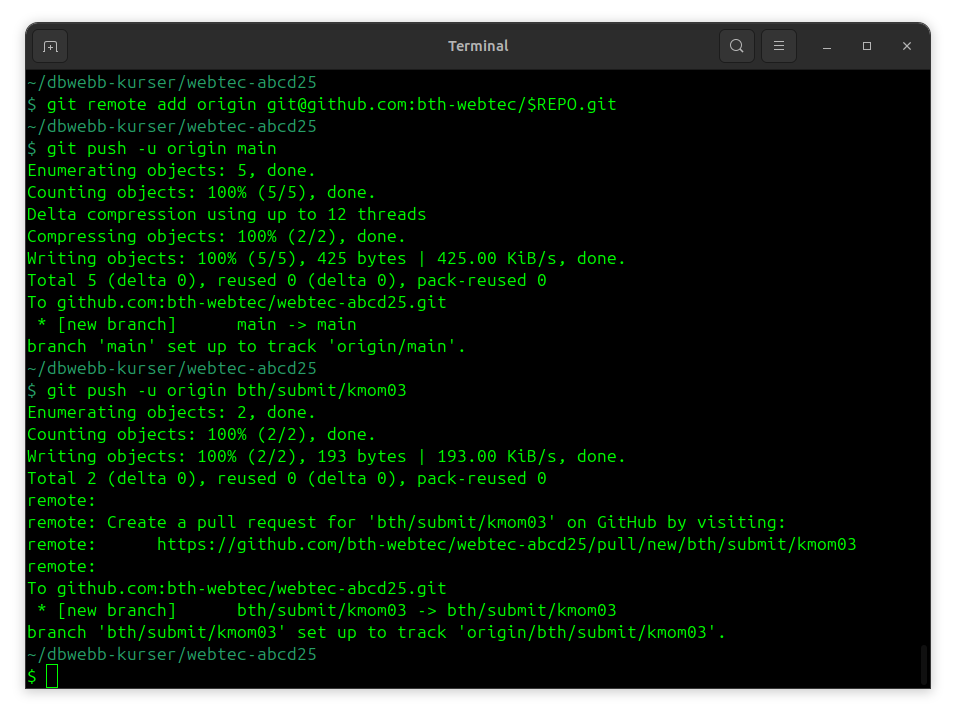 Terminal
~/dbwebb-kurser/webtec-abcd25
$ git remote add origin git@github.com:bth-webtec/$REPO.git
~/dbwebb-kurser/webtec-abcd25
$ git push -u origin main
Enumerating objects: 5, done.
Counting objects: 100% (5/5), done.
Delta compression using up to 12 threads
Compressing objects: 100% (2/2), done.
Writing objects: 100% (5/5), 425 bytes | 425.00 KiB/s, done.
Total 5 (delta 0), reused 0 (delta 0), pack-reused 0
To github.com:bth-webtec/webtec-abcd25.git
 * [new branch]      main -> main
branch 'main' set up to track 'origin/main'.
~/dbwebb-kurser/webtec-abcd25
$ git push -u origin bth/submit/kmom03
Enumerating objects: 2, done.
Counting objects: 100% (2/2), done.
Writing objects: 100% (2/2), 193 bytes | 193.00 KiB/s, done.
Total 2 (delta 0), reused 0 (delta 0), pack-reused 0
remote:
remote: Create a pull request for 'bth/submit/kmom03' on GitHub by visiting:
remote:      https://github.com/bth-webtec/webtec-abcd25/pull/new/bth/submit/kmom03
remote:
To github.com:bth-webtec/webtec-abcd25.git
 * [new branch]      bth/submit/kmom03 -> bth/submit/kmom03
branch 'bth/submit/kmom03' set up to track 'origin/bth/submit/kmom03'.
~/dbwebb-kurser/webtec-abcd25
$